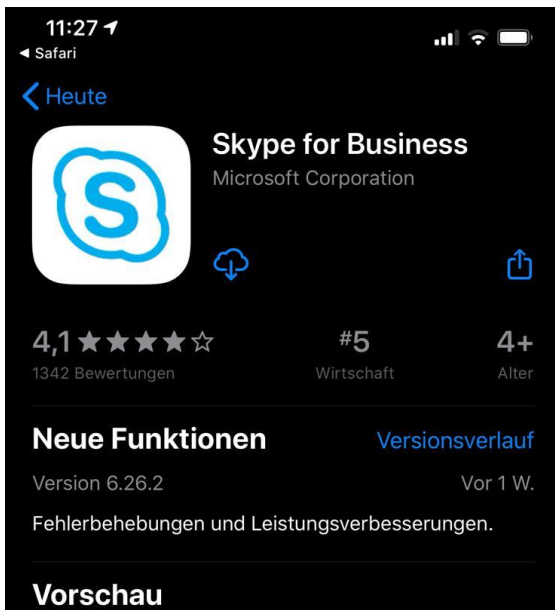 11:27
Safari
Heute
Skype for Business
Microsoft Corporation
4,1 #5 4+
1342 Bewertungen Wirtschaft Alter
Neue Funktionen Versionsverlauf
Version 6.26.2 Vor 1 W.
Fehlerbehebungen und Leistungsverbesserungen.
Vorschau